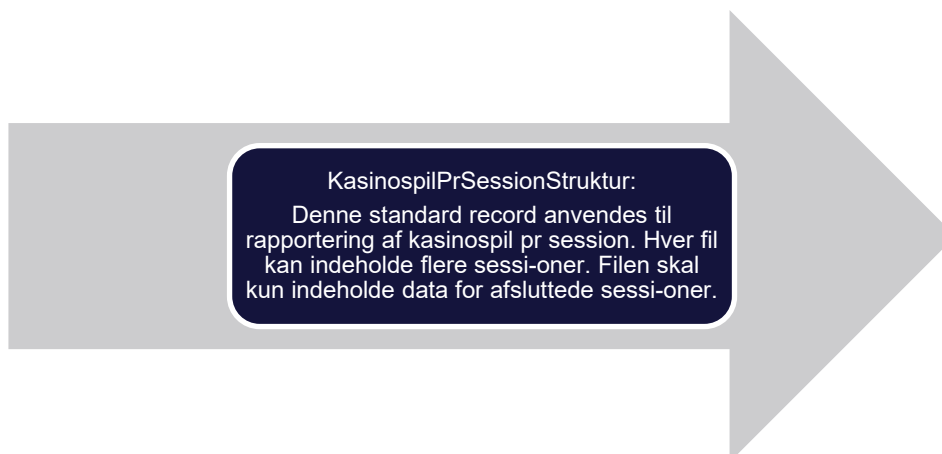 KasinospilPrSessionStruktur:
Denne standard record anvendes til
rapportering af kasinospil pr session. Hver fil
kan indeholde flere sessi-oner. Filen skal
kun indeholde data for afsluttede sessi-oner.